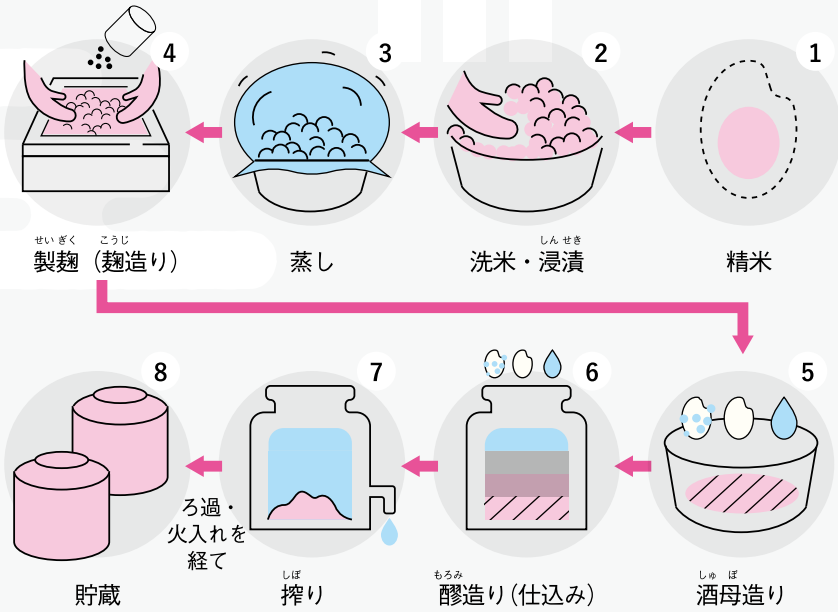 1
精米
2
しんせき
洗米・浸漬
3
蒸し
4
せいぎく こうじ
製麹（麹造り）
5
しゅ ぼ
酒母造り
6
もろみ
醪造り（仕込み）
7
しぼ
搾り
ろ過・
火入れを
経て
8
貯蔵